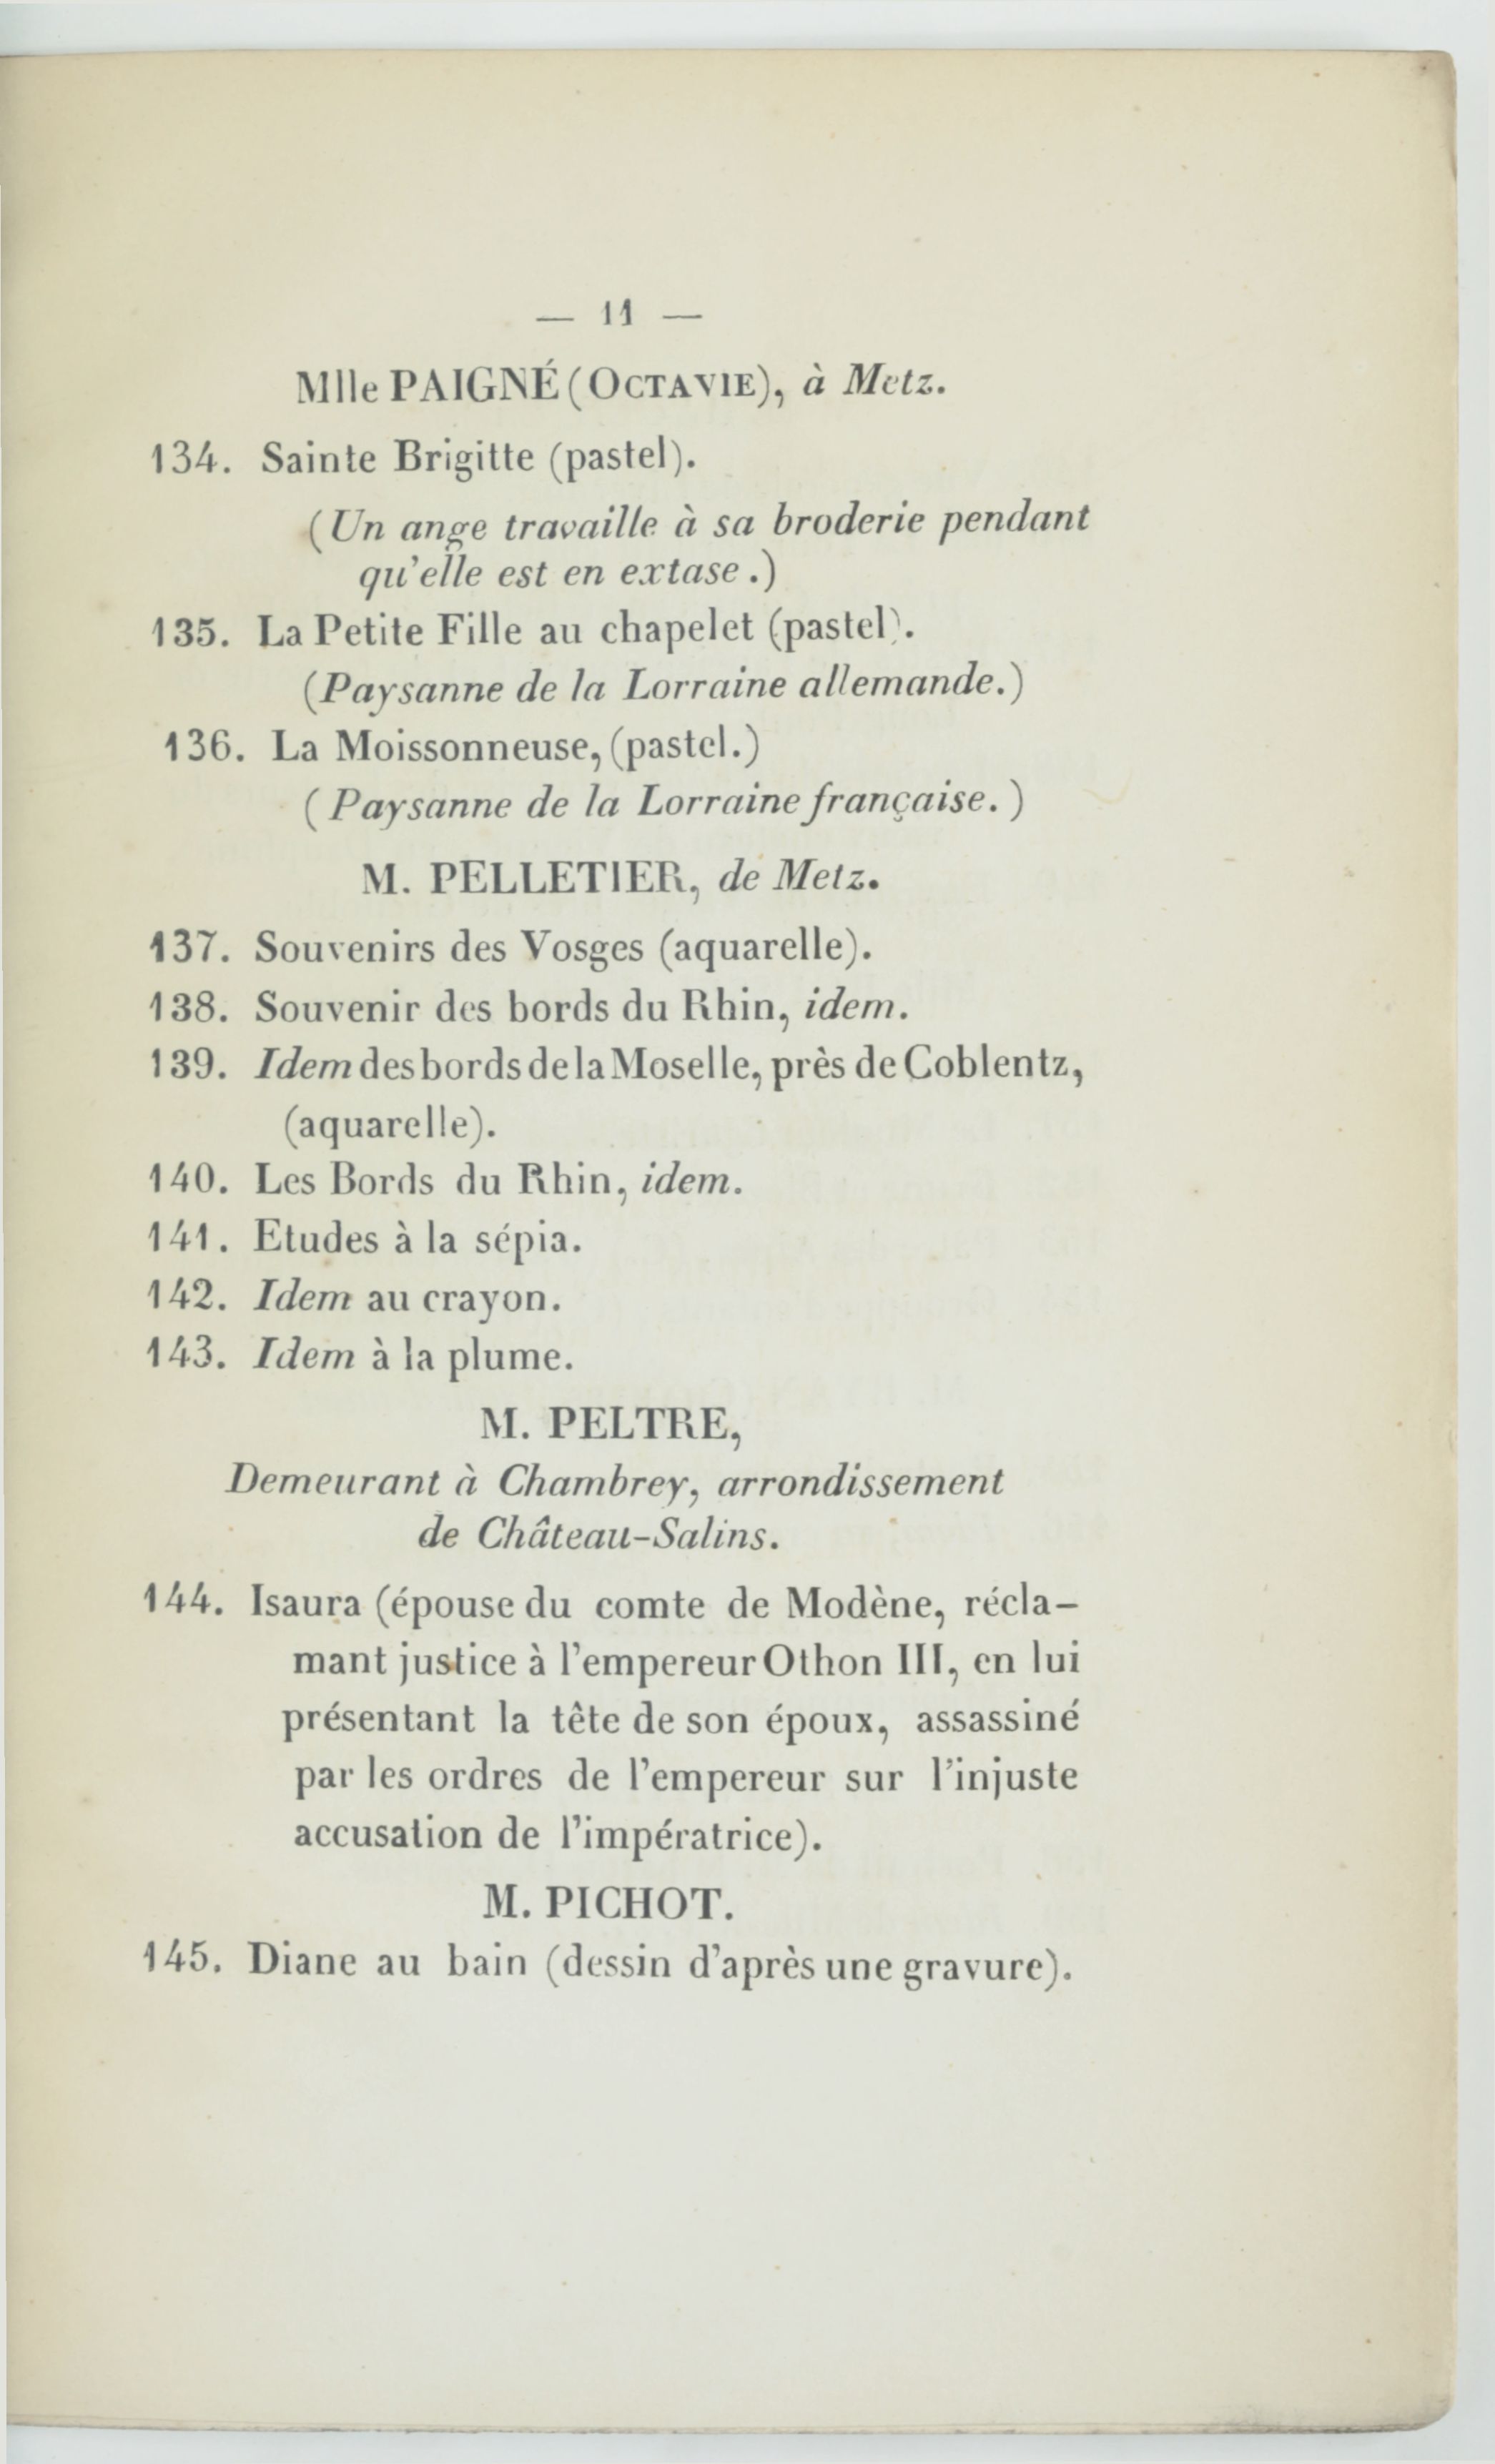 — 11 —
Mlle PAIGNÉ (OCTAVIE), à Metz.
134. Sainte Brigitte (pastel).
(Un ange travaille à sa broderie pendant
qu'elle est en extase.)
135. La Petite Fille au chapelet (pastel).
(Paysanne de la Lorraine allemande.)
136. La Moissonneuse, (pastel.)
(Paysanne de la Lorraine française.)
M. PELLETIER, de Metz.
137. Souvenirs des Vosges (aquarelle).
138. Souvenir des bords du Rhin, idem.
139. Idem des bords de la Moselle, près de Coblentz,
(aquarelle).
140. Les Bords du Rhin, idem.
141. Etudes à la sépia.
142. Idem au crayon.
143. Idem à la plume.
M. PELTRE,
Demeurant à Chambrey, arrondissement
de Château-Salins.
144. Isaura (épouse du comte de Modène, récla-
mant justice à l'empereur Othon III, en lui
présentant la tête de son époux, assassiné
par les ordres de l'empereur sur l'injuste
accusation de l'impératrice).
M. PICHOT.
145. Diane au bain (dessin d'après une gravure).